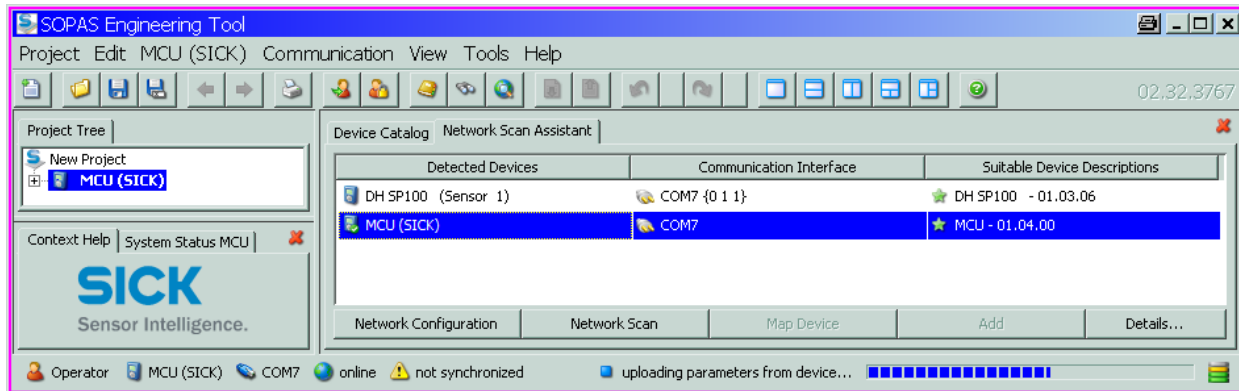 SOPAS Engineering Tool
Project Edit MCU (SICK) Communication View Tools Help
02.32.3767
Project Tree
New Project
MCU (SICK)
Context Help System Status MCU
SICK
Sensor Intelligence.
Device Catalog Network Scan Assistant
Detected Devices Communication Interface Suitable Device Descriptions
DH SP100 (Sensor 1) COM7 {0 1 1} DH SP100 - 01.03.06
MCU (SICK) COM7 MCU - 01.04.00
Network Configuration Network Scan Map Device Add Details...
Operator MCU (SICK) COM7 online not synchronized uploading parameters from device...